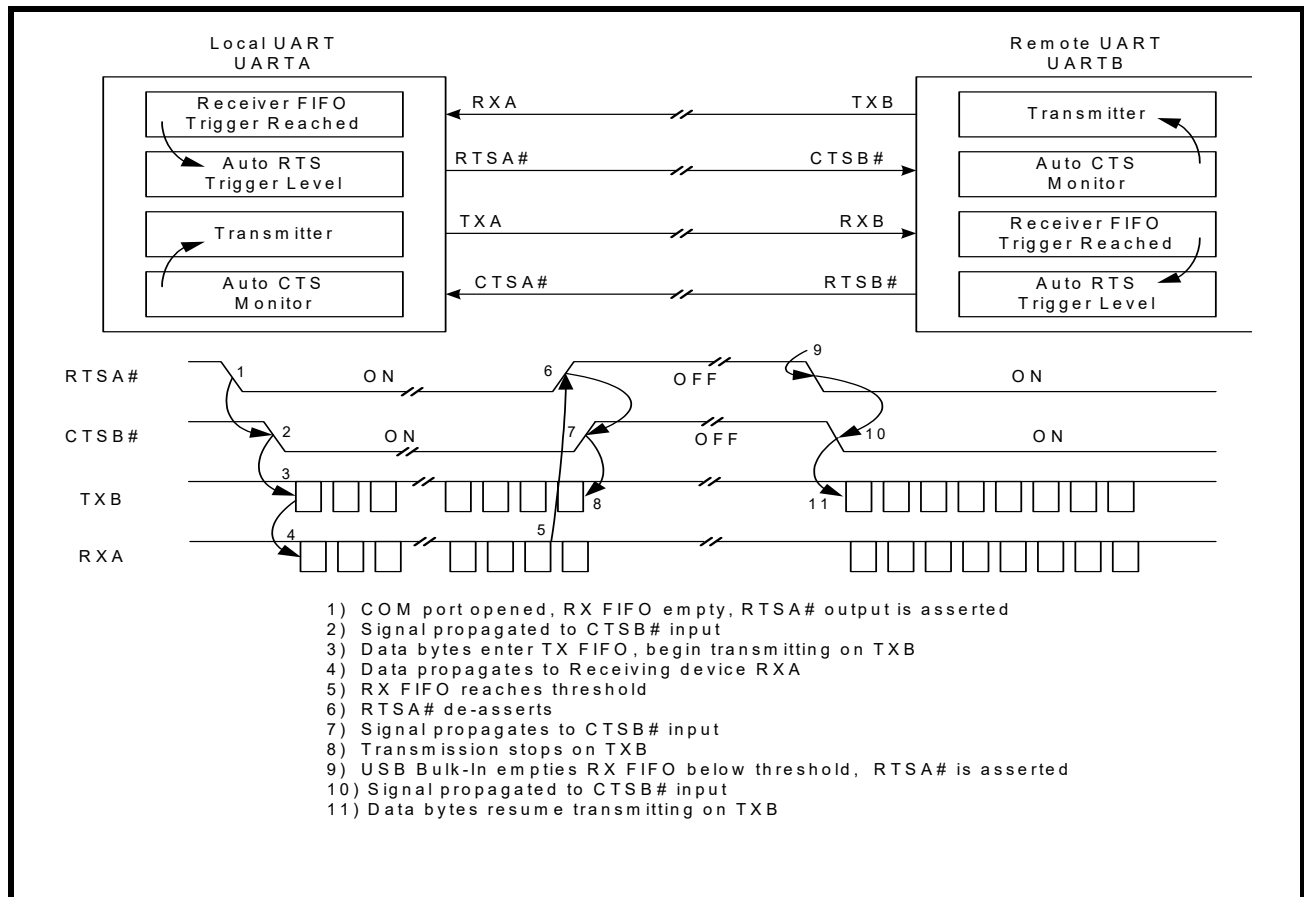 Local UART
UARTA
Remote UART
UARTB
Receiver FIFO
Trigger Reached
Auto RTS
Trigger Level
Transmitter
Auto CTS
Monitor
RXA
TXB
RTSA#
CTSB#
TXA
RXB
CTSA#
RTSB#
Transmitter
Auto CTS
Monitor
Receiver FIFO
Trigger Reached
Auto RTS
Trigger Level
RTSA#
1
ON
6
OFF
9
ON
CTSB#
2
ON
7
OFF
10
ON
TXB
3
8
11
RXA
4
5
1) COM port opened, RX FIFO empty, RTSA# output is asserted
2) Signal propagated to CTSB# input
3) Data bytes enter TX FIFO, begin transmitting on TXB
4) Data propagates to Receiving device RXA
5) RX FIFO reaches threshold
6) RTSA# de-asserts
7) Signal propagates to CTSB# input
8) Transmission stops on TXB
9) USB Bulk-In empties RX FIFO below threshold, RTSA# is asserted
10) Signal propagated to CTSB# input
11) Data bytes resume transmitting on TXB